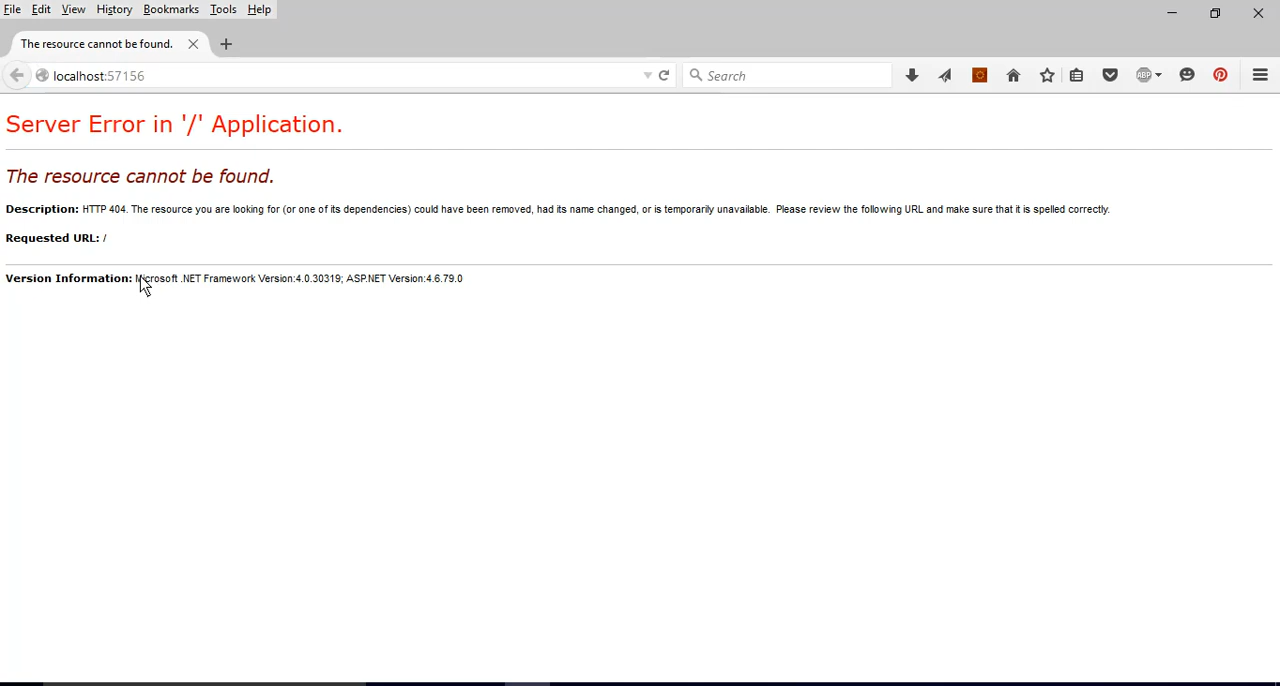 File Edit View History Bookmarks Tools Help
The resource cannot be found.
localhost:57156
Search
ABP
Server Error in '/' Application.
The resource cannot be found.
Description: HTTP 404. The resource you are looking for (or one of its dependencies) could have been removed, had its name changed, or is temporarily unavailable.  Please review the following URL and make sure that it is spelled correctly.
Requested URL: /
Version Information: Microsoft .NET Framework Version:4.0.30319; ASP.NET Version:4.6.79.0